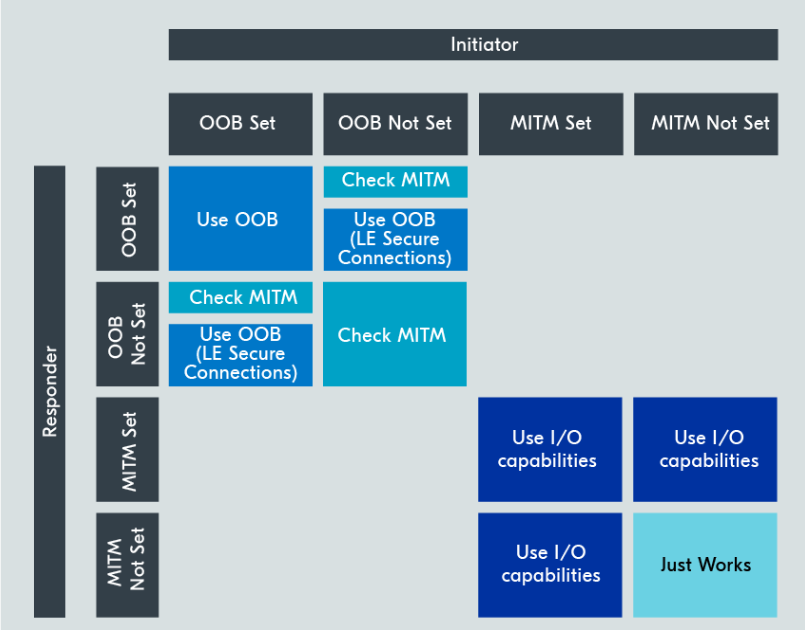 Initiator
OOB Set
OOB Not Set
MITM Set
MITM Not Set
Responder
OOB Set
Use OOB
Check MITM
Use OOB
(LE Secure
Connections)
OOB
Not Set
Check MITM
Use OOB
(LE Secure
Connections)
Check MITM
MITM Set
Use I/O
capabilities
Use I/O
capabilities
MITM
Not Set
Use I/O
capabilities
Just Works